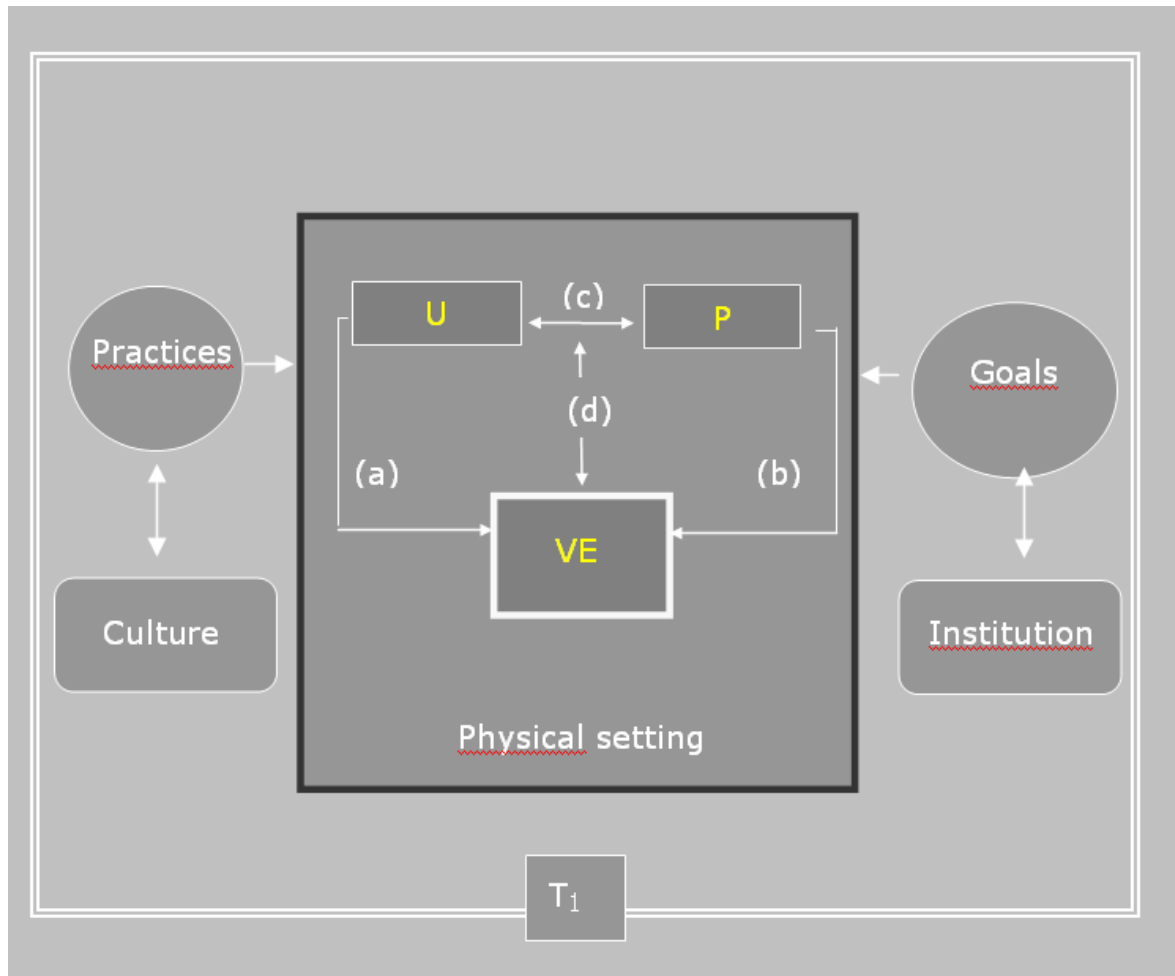 U
(c)
P
Practices
Goals
(d)
(a)
(b)
VE
Culture
Institution
Physical setting
T₁